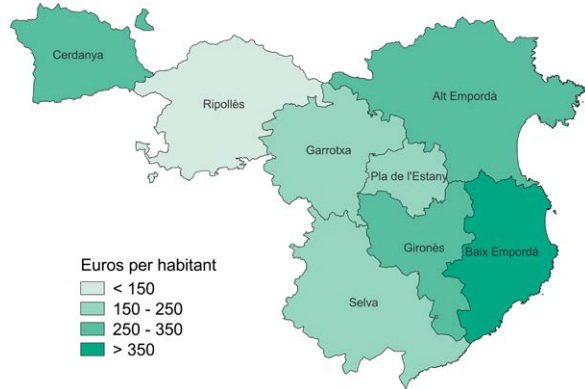 Cerdanya
Ripollès
Alt Empordà
Garrotxa
Pla de l'Estany
Gironès
Baix Empordà
Selva
Euros per habitant
< 150
150 - 250
250 - 350
> 350